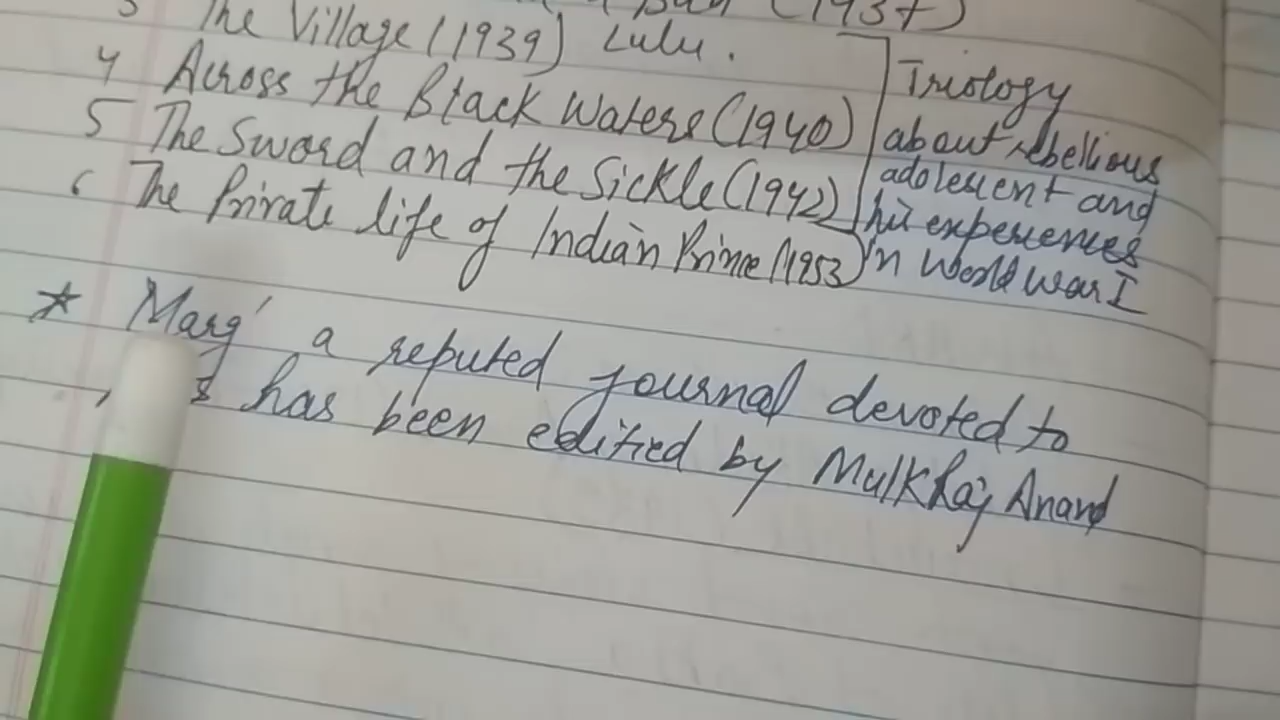 (1937)
3 The Village (1939) Lulu.
4 Across the Black Waters (1940)
5 The Sword and the Sickle (1942)
6 The Private life of Indian Prince (1953)
Triology
about rebellious
adolescent and
his experiences
in World War I
★ Marg' a reputed journal devoted to
has been edited by Mulk Raj Anand